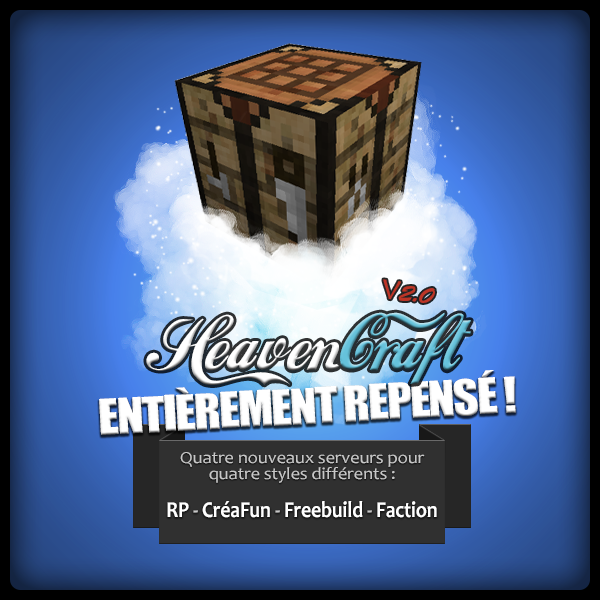 V2.0
HeavenCraft
ENTIÈREMENT REPENSÉ !
Quatre nouveaux serveurs pour
quatre styles différents :
RP - CréaFun - Freebuild - Faction